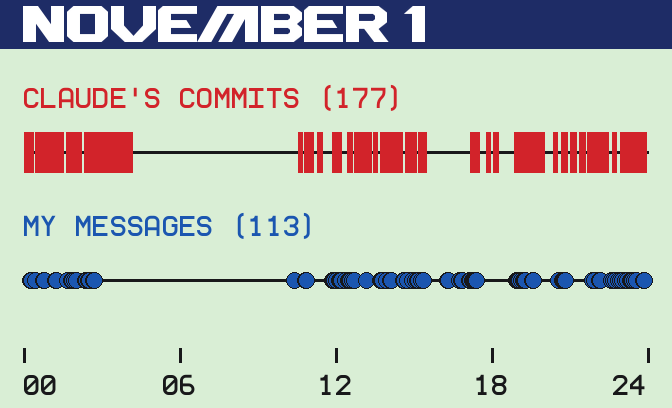 NOVEMBER 1
CLAUDE'S COMMITS (177)
MY MESSAGES (113)
00 06 12 18 24